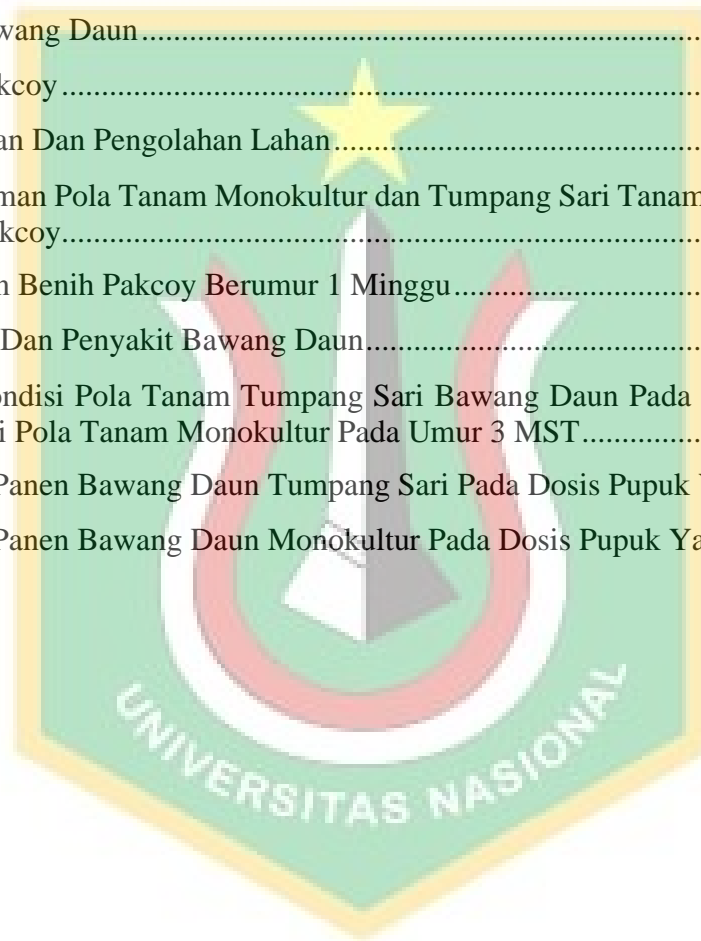 wang Daun..........
kcoy..........
an Dan Pengolahan Lahan..........
man Pola Tanam Monokultur dan Tumpang Sari Tanam
kcoy..........
n Benih Pakcoy Berumur 1 Minggu..........
Dan Penyakit Bawang Daun..........
ondisi Pola Tanam Tumpang Sari Bawang Daun Pada
i Pola Tanam Monokultur Pada Umur 3 MST..........
Panen Bawang Daun Tumpang Sari Pada Dosis Pupuk Y
Panen Bawang Daun Monokultur Pada Dosis Pupuk Ya
UNIVERSITAS NASIONAL